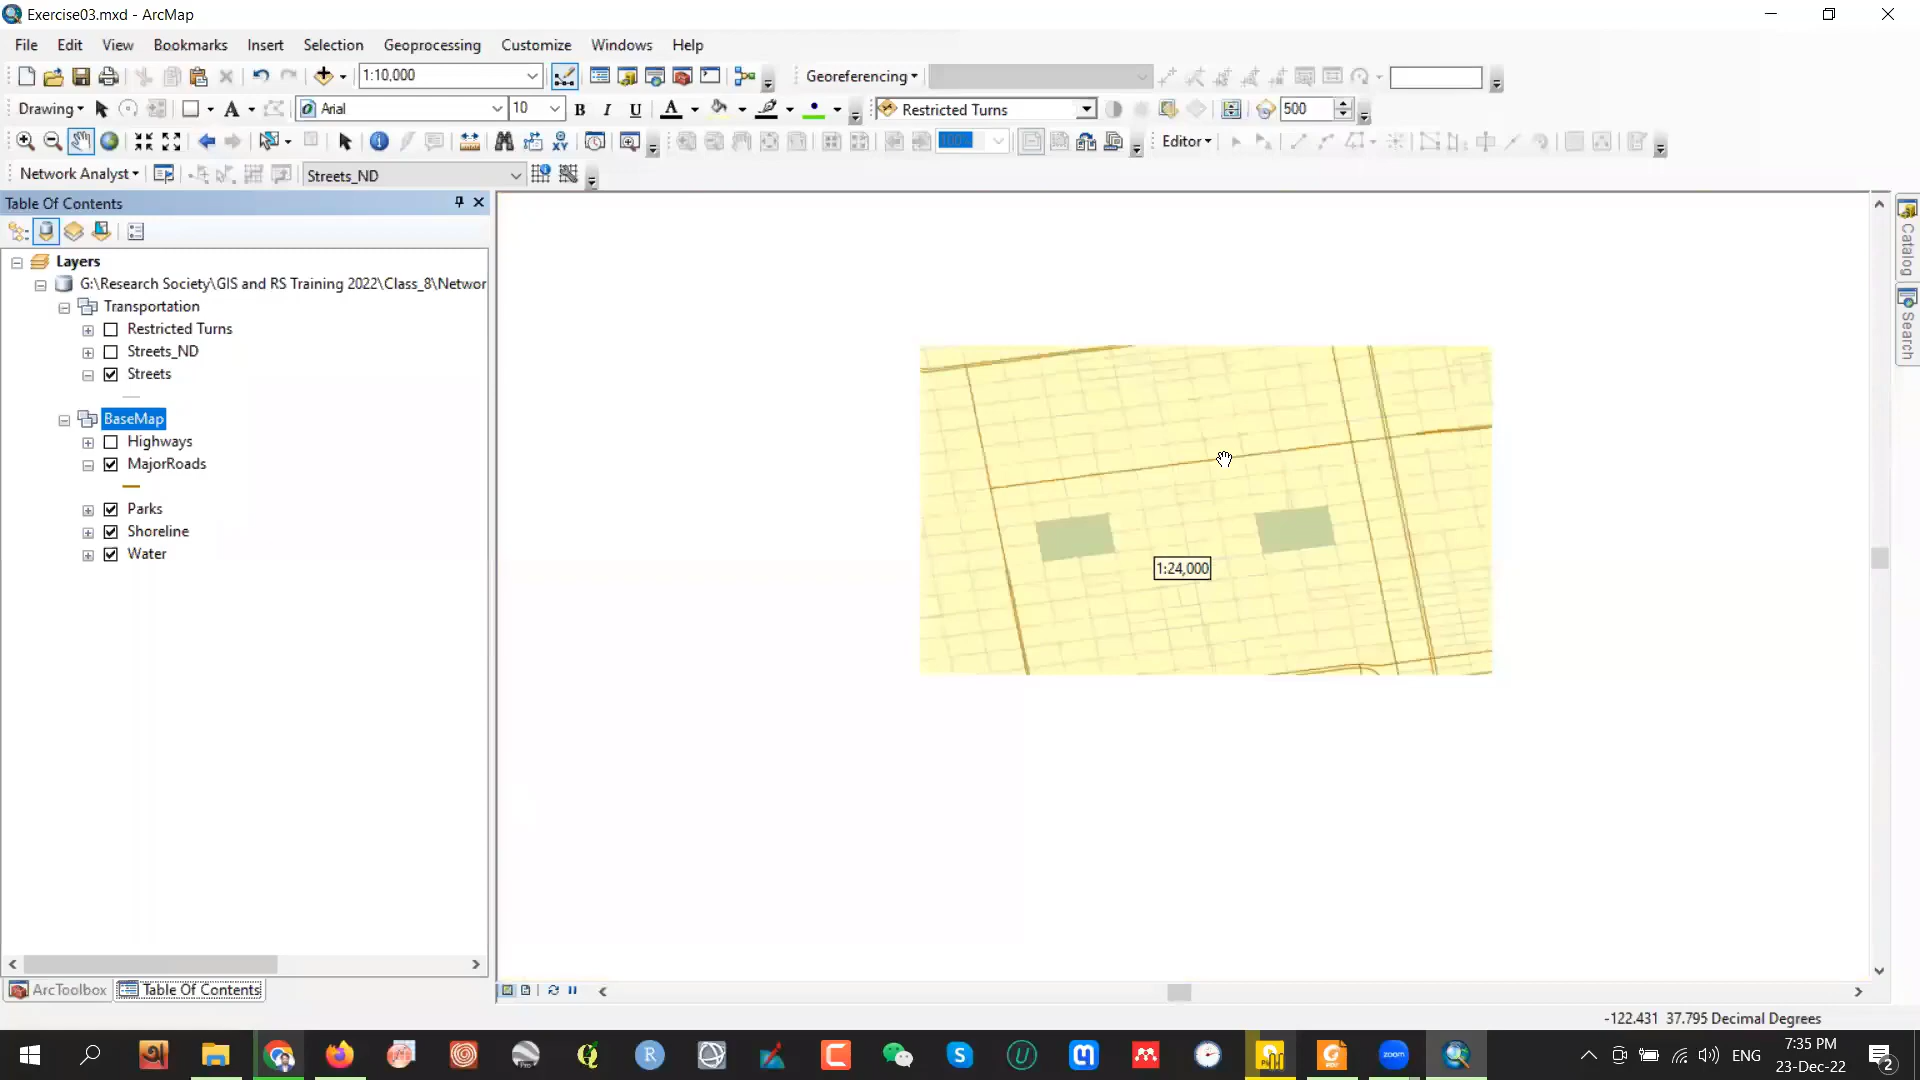 Exercise03.mxd - ArcMap
File Edit View Bookmarks Insert Selection Geoprocessing Customize Windows Help
1:10,000 Georeferencing
Drawing A Arial 10 B I U A Restricted Turns 500
Editor
Network Analyst Streets_ND
Table Of Contents
Layers
G:\Research Society\GIS and RS Training 2022\Class_8\Networ
Transportation
Restricted Turns
Streets_ND
Streets
BaseMap
Highways
MajorRoads
Parks
Shoreline
Water
1:24,000
Catalog
Search
ArcToolbox Table Of Contents
-122.431 37.795 Decimal Degrees
zoom
ENG
7:35 PM
23-Dec-22
2